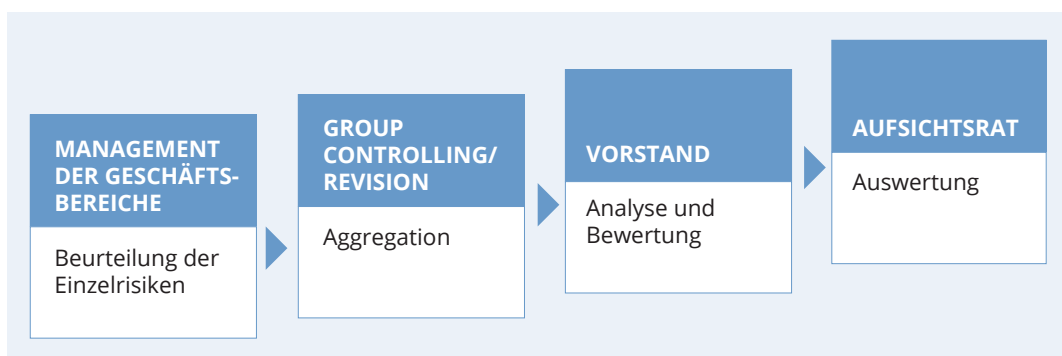 MANAGEMENT
DER GESCHÄFTS-
BEREICHE
Beurteilung der
Einzelrisiken
GROUP
CONTROLLING/
REVISION
Aggregation
VORSTAND
Analyse und
Bewertung
AUFSICHTSRAT
Auswertung